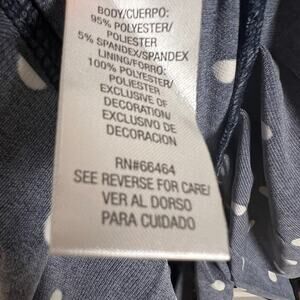 BODY/CUERPO:
95% POLYESTER/
POLIESTER
5% SPANDEX/SPANDEX
LINING/FORRO:
100% POLYESTER/
POLIESTER
EXCLUSIVE OF
DECORATION/
EXCLUSIVO DE
DECORACION
RN#66464
SEE REVERSE FOR CARE/
VER AL DORSO
PARA CUIDADO